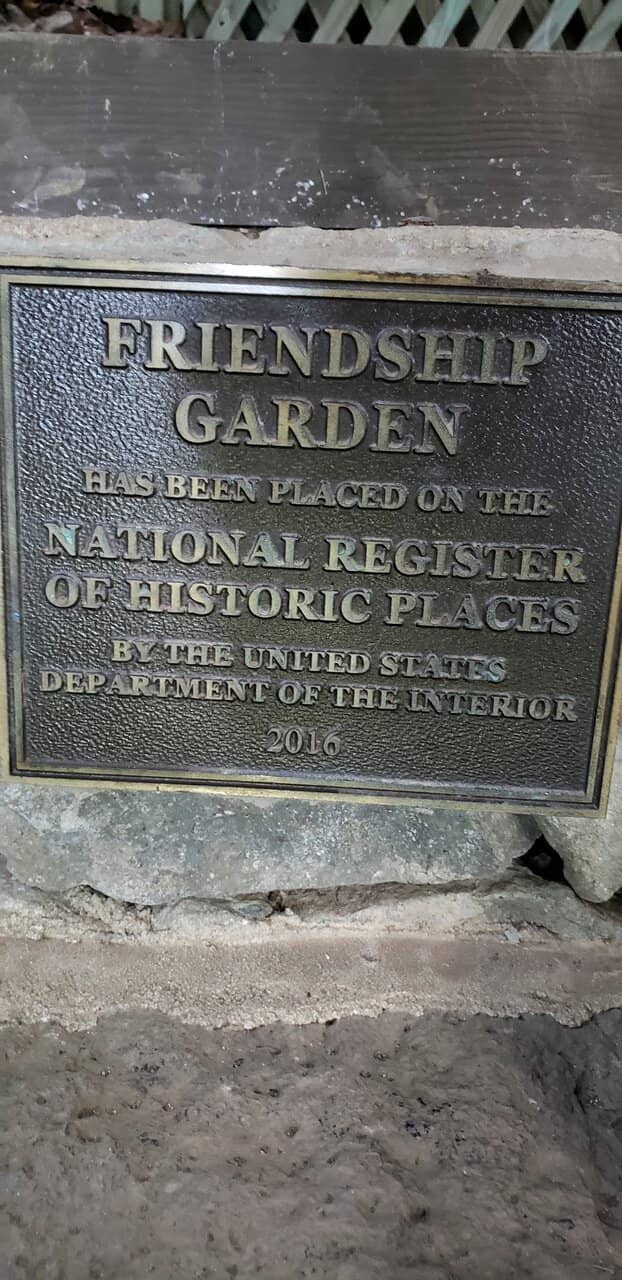 FRIENDSHIP
GARDEN
HAS BEEN PLACED ON THE
NATIONAL REGISTER
OF HISTORIC PLACES
BY THE UNITED STATES
DEPARTMENT OF THE INTERIOR
2016